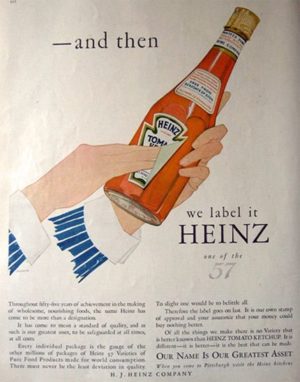 —and then
HEINZ
we label it
HEINZ
one of the
57
Throughout fifty-five years of achievement in the making
of wholesome, nourishing foods, the name Heinz has
come to be more than a designation.
It has come to mean a standard of quality, and as
such is our greatest asset, to be safeguarded at all times,
at all costs.
Every individual package is the gauge of the
other millions of packages of Heinz 57 Varieties of
Pure Food Products made for world consumption.
There must never be the least deviation in quality.
To slight one would be to belittle all.
Therefore the label goes on last. It is our own stamp
of approval and your assurance that your money could
buy nothing better.
Of all the things we make there is no Variety that
is better known than HEINZ TOMATO KETCHUP. It is
different—it is better—it is the best that can be made.
OUR NAME IS OUR GREATEST ASSET
When you come to Pittsburgh visit the Heinz kitchens
H. J. HEINZ COMPANY